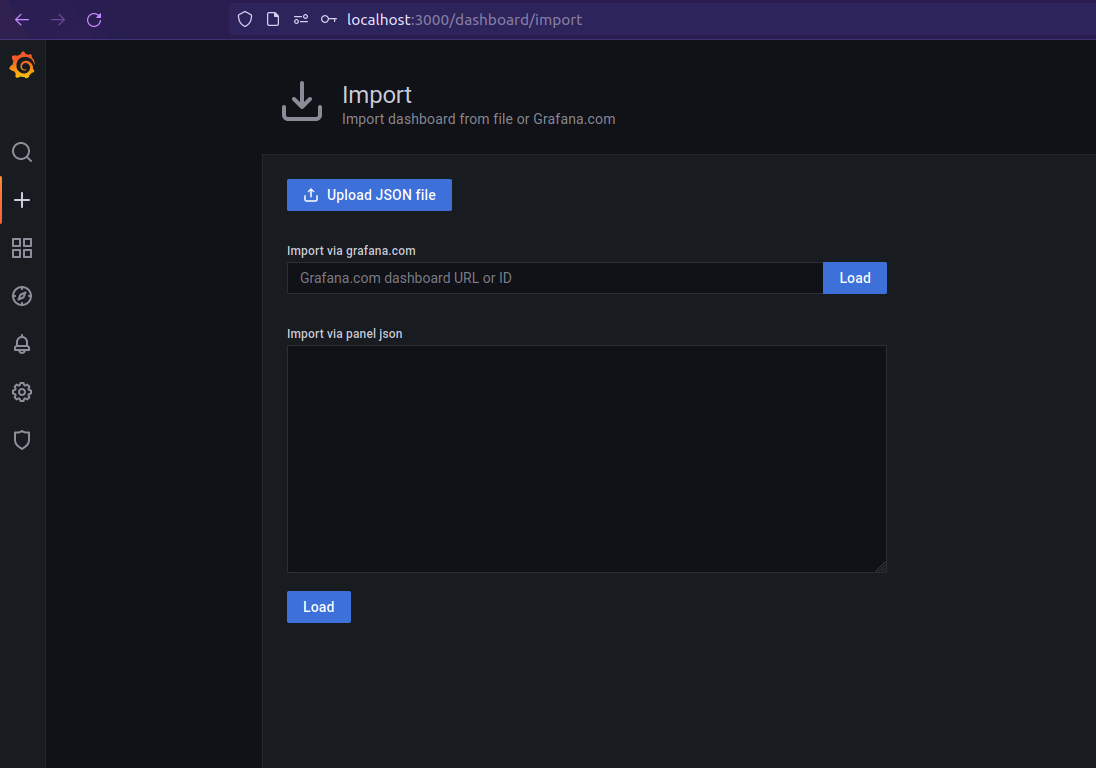 localhost:3000/dashboard/import
Import
Import dashboard from file or Grafana.com
Upload JSON file
Import via grafana.com
Grafana.com dashboard URL or ID
Load
Import via panel json
Load